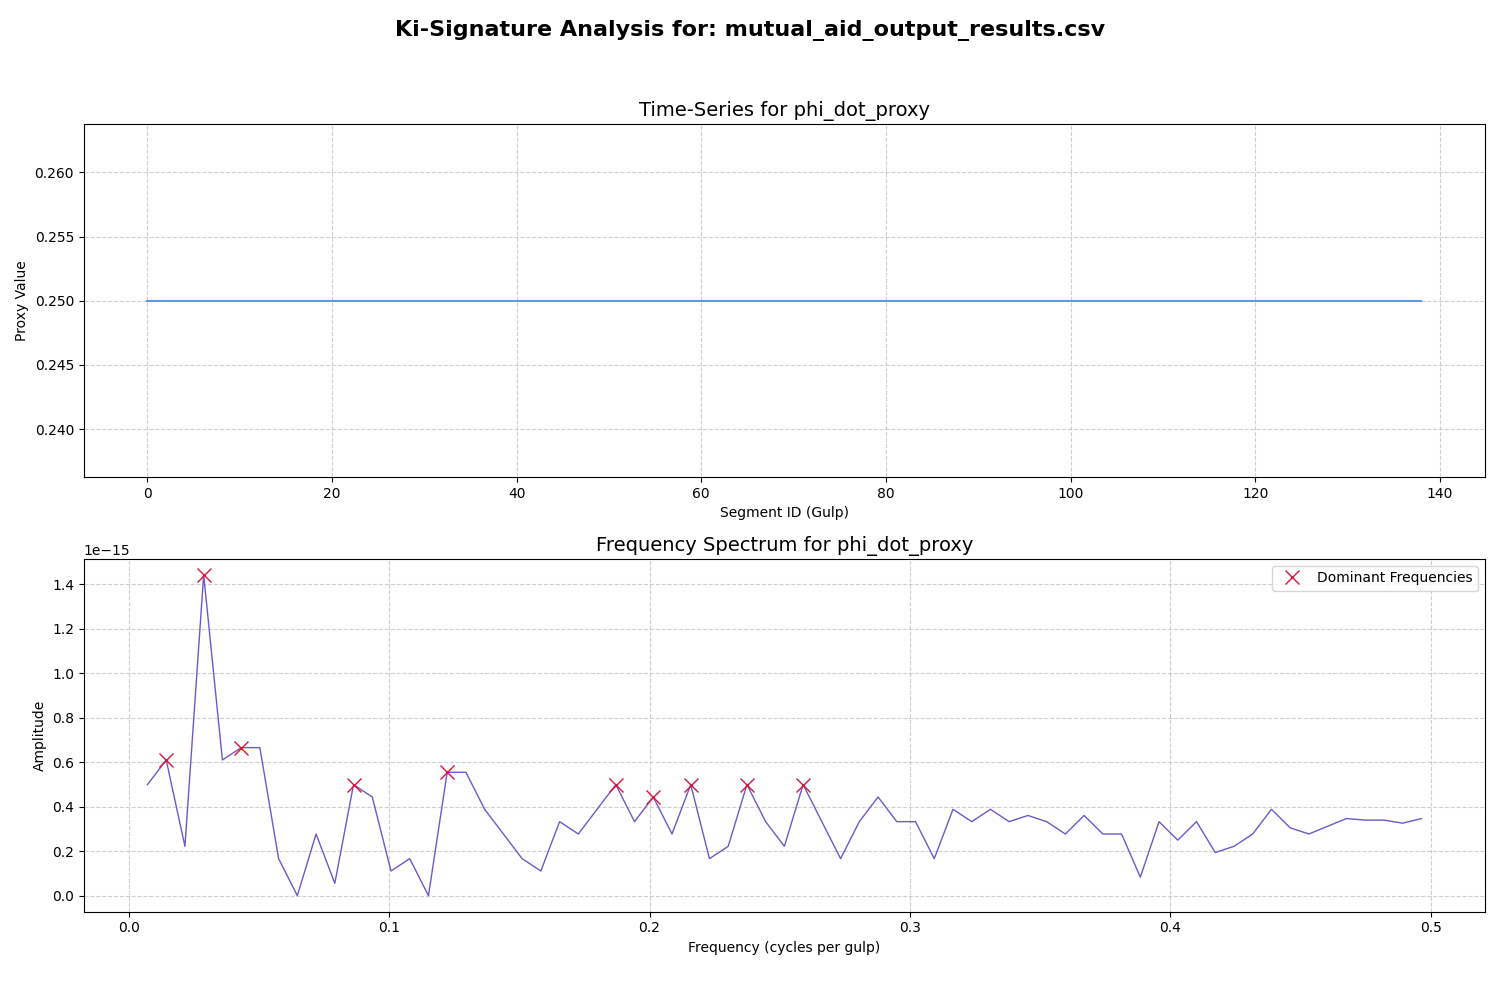 Ki-Signature Analysis for: mutual_aid_output_results.csv
Time-Series for phi_dot_proxy
Proxy Value
0.260
0.255
0.250
0.245
0.240
0 20 40 60 80 100 120 140
Segment ID (Gulp)
Frequency Spectrum for phi_dot_proxy
1e−15
Dominant Frequencies
Amplitude
1.4
1.2
1.0
0.8
0.6
0.4
0.2
0.0
0.0 0.1 0.2 0.3 0.4 0.5
Frequency (cycles per gulp)